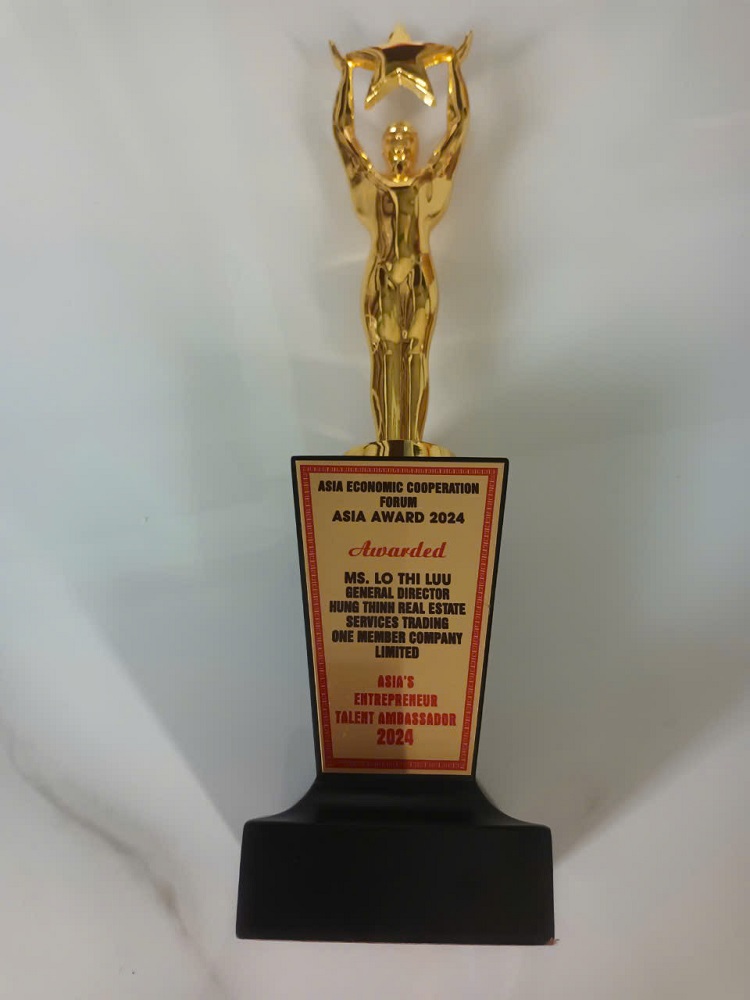 ASIA ECONOMIC COOPERATION
FORUM
ASIA AWARD 2024
Awarded
MS. LO THI LUU
GENERAL DIRECTOR
HUNG THINH REAL ESTATE
SERVICES TRADING
ONE MEMBER COMPANY
LIMITED
ASIA'S
ENTREPRENEUR
TALENT AMBASSADOR
2024